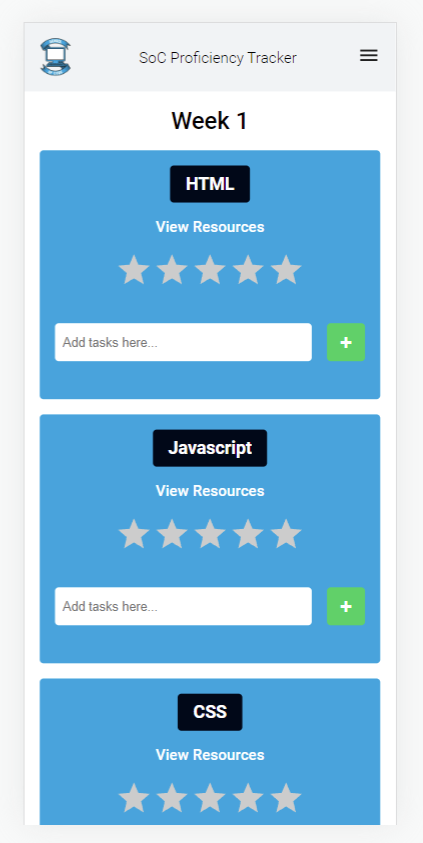 SoC Proficiency Tracker
Week 1
HTML
View Resources
Add tasks here...
+
Javascript
View Resources
Add tasks here...
+
CSS
View Resources